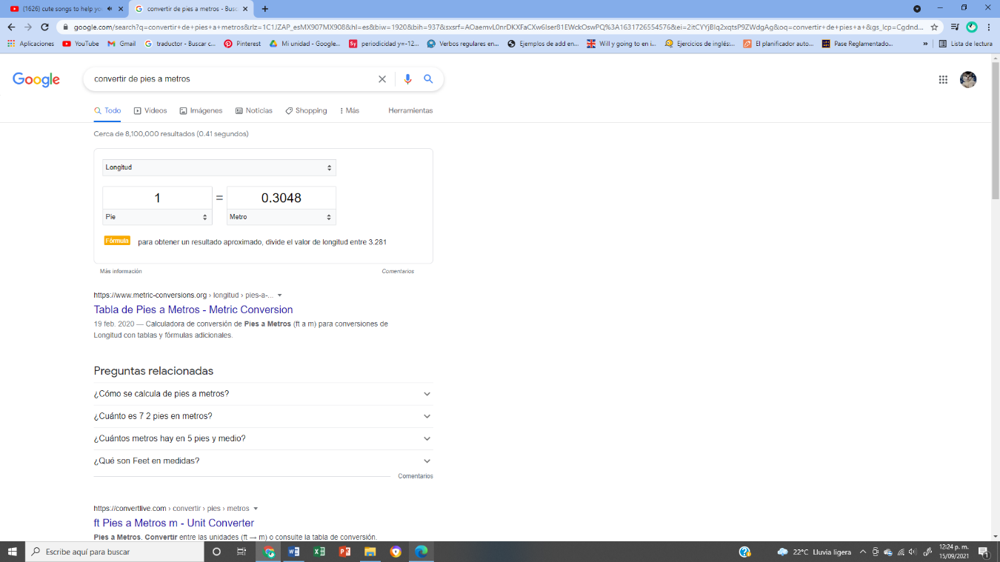 (1626) cute songs to help you
convertir de pies a metros - Busc
google.com/search?q=convertir+de+pies+a+metros&rlz=1C1JZAP_esMX907MX908&hl=es&biw=1920&bih=937&sxsrf=AOaemvL0nrDKXFaCXw6Iser81EWckOswPQ%3A1631726554576&ei=2itCYYjBIq2xqtsP9ZWdgAg&oq=convertir+de+pies+a+&gs_lcp=Cgdnd...
Aplicaciones
YouTube
Gmail
traductor - Buscar c...
Pinterest
Mi unidad - Google...
Sy periodicidad y=-12...
Verbos regulares en...
Ejemplos de add en...
Will y going to en i...
Ejercicios de inglés:...
El planificador auto...
Pase Reglamentado...
»
Lista de lectura
Google
convertir de pies a metros
Todo
Videos
Imágenes
Noticias
Shopping
Más
Herramientas
Cerca de 8,100,000 resultados (0.41 segundos)
Longitud
1 = 0.3048
Pie
Metro
Fórmula para obtener un resultado aproximado, divide el valor de longitud entre 3.281
Más información
Comentarios
https://www.metric-conversions.org › longitud › pies-a-...
Tabla de Pies a Metros - Metric Conversion
19 feb. 2020 — Calculadora de conversión de Pies a Metros (ft a m) para conversiones de
Longitud con tablas y fórmulas adicionales.
Preguntas relacionadas
¿Cómo se calcula de pies a metros?
¿Cuánto es 7 2 pies en metros?
¿Cuántos metros hay en 5 pies y medio?
¿Qué son Feet en medidas?
Comentarios
https://convertlive.com › convertir › pies › metros
ft Pies a Metros m - Unit Converter
Pies a Metros. Convertir entre las unidades (ft → m) o consulte la tabla de conversión.
Escribe aquí para buscar
22°C Lluvia ligera
12:24 p. m.
15/09/2021
1